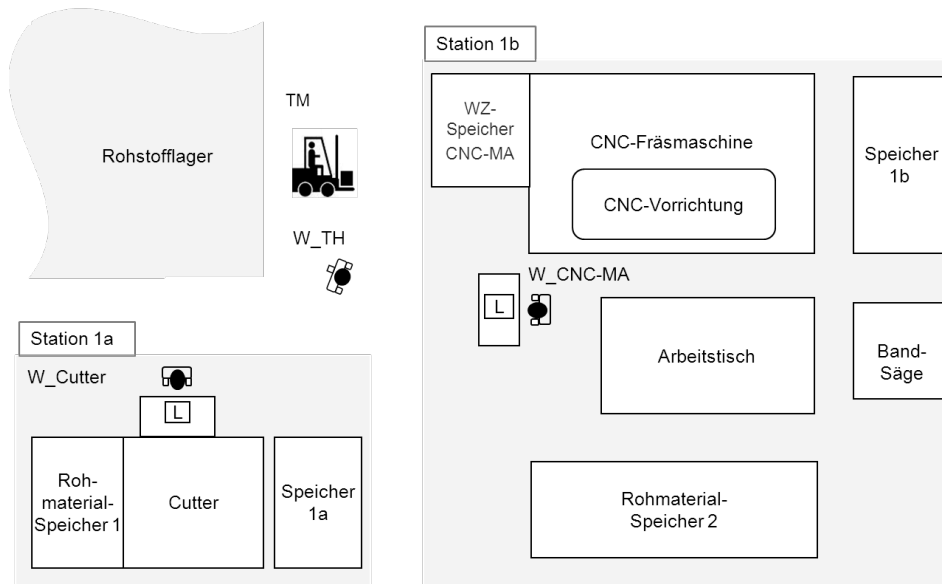 Station 1b
TM
Rohstofflager
WZ-
Speicher
CNC-MA
CNC-Fräsmaschine
CNC-Vorrichtung
Speicher
1b
W_TH
W_CNC-MA
L
Arbeitstisch
Band-
Säge
Station 1a
W_Cutter
L
Roh-
material-
Speicher 1
Cutter
Speicher
1a
Rohmaterial-
Speicher 2